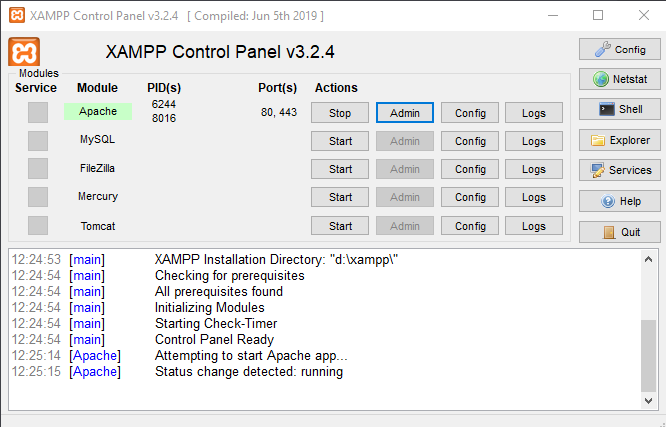 XAMPP Control Panel v3.2.4 [ Compiled: Jun 5th 2019 ]
XAMPP Control Panel v3.2.4
Config
Modules
Service Module PID(s) Port(s) Actions
Netstat
Apache 6244 80, 443 Stop Admin Config Logs
8016
Shell
MySQL Start Admin Config Logs
Explorer
FileZilla Start Admin Config Logs
Services
Mercury Start Admin Config Logs
Help
Tomcat Start Admin Config Logs
Quit
12:24:53 [main] XAMPP Installation Directory: "d:\xampp\"
12:24:54 [main] Checking for prerequisites
12:24:54 [main] All prerequisites found
12:24:54 [main] Initializing Modules
12:24:54 [main] Starting Check-Timer
12:24:54 [main] Control Panel Ready
12:25:14 [Apache] Attempting to start Apache app...
12:25:15 [Apache] Status change detected: running